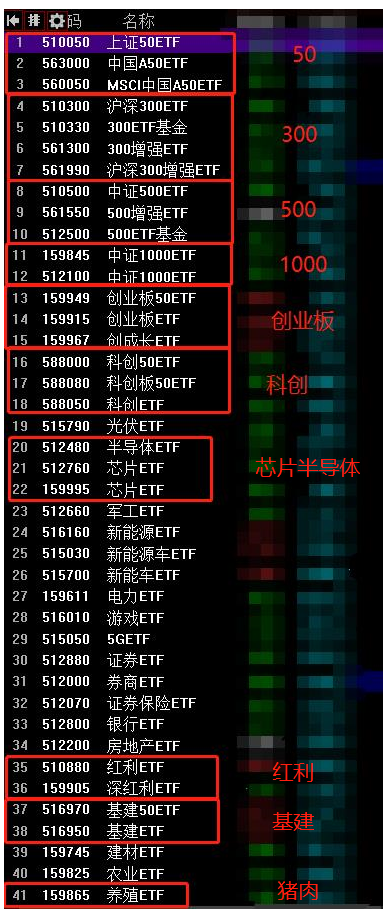 排 码 名称
1 510050 上证50ETF
2 563000 中国A50ETF 50
3 560050 MSCI中国A50ETF
4 510300 沪深300ETF
5 510330 300ETF基金 300
6 561300 300增强ETF
7 561990 沪深300增强ETF
8 510500 中证500ETF
9 561550 500增强ETF 500
10 512500 500ETF基金
11 159845 中证1000ETF 1000
12 512100 中证1000ETF
13 159949 创业板50ETF
14 159915 创业板ETF 创业板
15 159967 创成长ETF
16 588000 科创50ETF
17 588080 科创板50ETF 科创
18 588050 科创ETF
19 515790 光伏ETF
20 512480 半导体ETF
21 512760 芯片ETF 芯片半导体
22 159995 芯片ETF
23 512660 军工ETF
24 516160 新能源ETF
25 515030 新能源车ETF
26 515700 新能车ETF
27 159611 电力ETF
28 516010 游戏ETF
29 515050 5GETF
30 512880 证券ETF
31 512000 券商ETF
32 512070 证券保险ETF
33 512800 银行ETF
34 512200 房地产ETF
35 510880 红利ETF 红利
36 159905 深红利ETF
37 516970 基建50ETF 基建
38 516950 基建ETF
39 159745 建材ETF
40 159825 农业ETF
41 159865 养殖ETF 猪肉